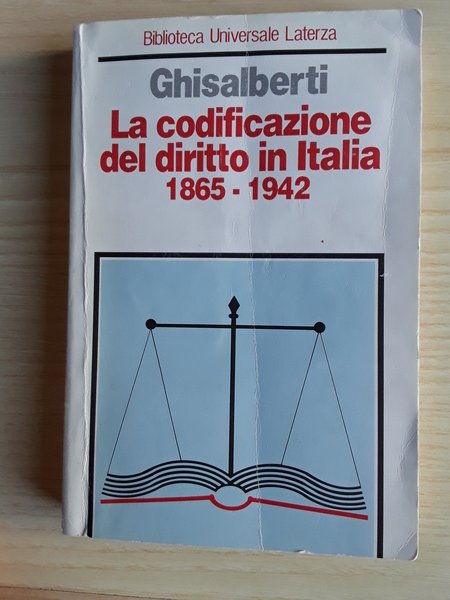 Biblioteca Universale Laterza
Ghisalberti
La codificazione
del diritto in Italia
1865 - 1942